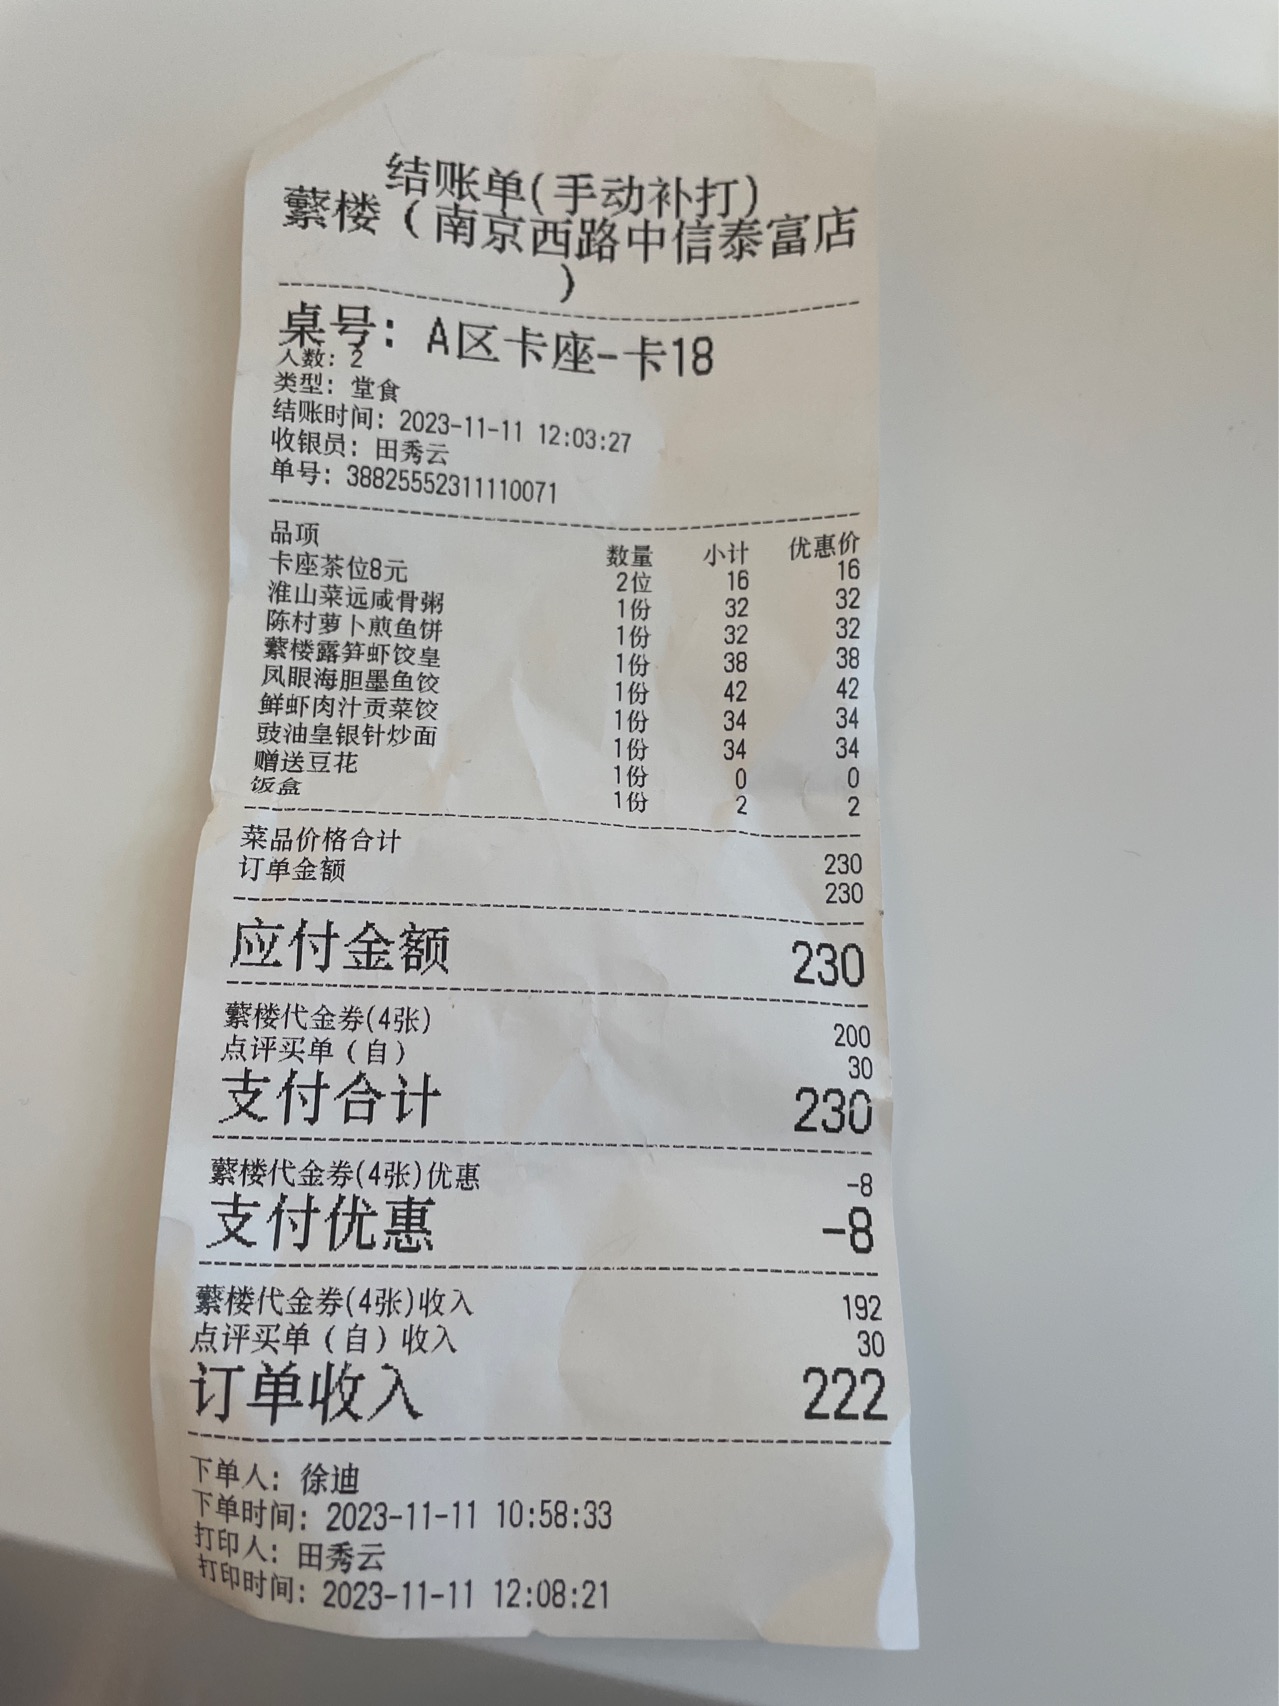 结账单(手动补打)
蘩楼（南京西路中信泰富店
）
桌号: A区卡座-卡18
人数: 2
类型: 堂食
结账时间: 2023-11-11 12:03:27
收银员: 田秀云
单号: 38825552311110071
品项 数量 小计 优惠价
卡座茶位8元 2位 16 16
淮山菜远咸骨粥 1份 32 32
陈村萝卜煎鱼饼 1份 32 32
蘩楼露笋虾饺皇 1份 38 38
凤眼海胆墨鱼饺 1份 42 42
鲜虾肉汁贡菜饺 1份 34 34
豉油皇银针炒面 1份 34 34
赠送豆花 1份 0 0
饭盒 1份 2 2
菜品价格合计 230
订单金额 230
应付金额 230
蘩楼代金券(4张) 200
点评买单（自） 30
支付合计 230
蘩楼代金券(4张)优惠 -8
支付优惠 -8
蘩楼代金券(4张)收入 192
点评买单（自）收入 30
订单收入 222
下单人: 徐迪
下单时间: 2023-11-11 10:58:33
打印人: 田秀云
打印时间: 2023-11-11 12:08:21